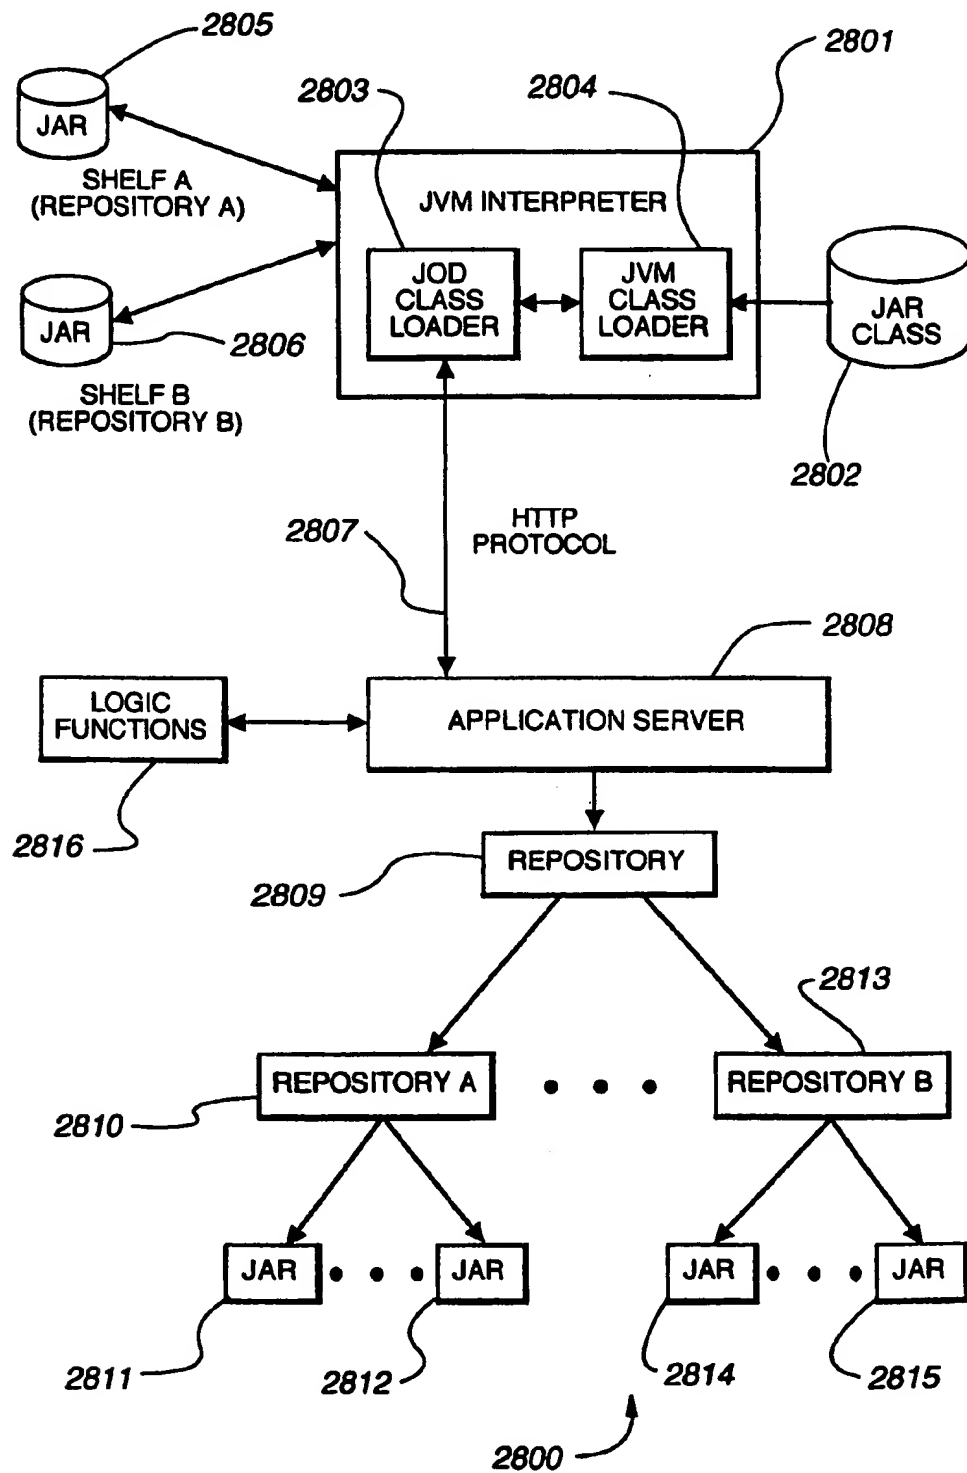 2805
2801
2803
2804
JAR
SHELF A
(REPOSITORY A)
JVM INTERPRETER
JOD
CLASS
LOADER
JVM
CLASS
LOADER
JAR
CLASS
JAR
2806
SHELF B
(REPOSITORY B)
2802
2807
HTTP
PROTOCOL
2808
LOGIC
FUNCTIONS
APPLICATION SERVER
2816
REPOSITORY
2809
2813
REPOSITORY A
REPOSITORY B
2810
JAR
JAR
JAR
JAR
2811
2812
2814
2815
2800